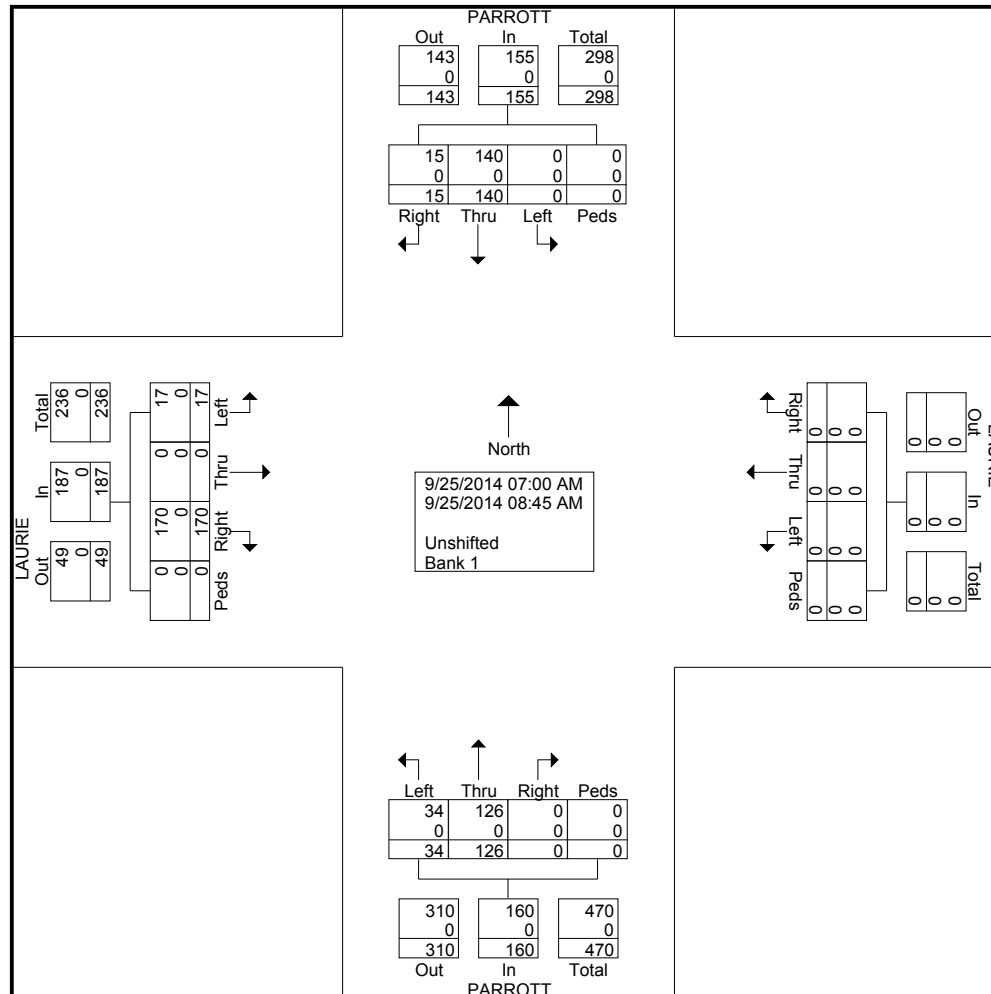 PARROTT
Out In Total
143 155 298
0 0 0
143 155 298
15 140 0 0
0 0 0 0
15 140 0 0
Right Thru Left Peds
LAURIE
Total In Out
236 187 49
0 0 0
236 187 49
17 0 170 0
0 0 0 0
17 0 170 0
Left Thru Right Peds
North
9/25/2014 07:00 AM
9/25/2014 08:45 AM
Unshifted
Bank 1
Right Thru Left Peds
0 0 0 0
0 0 0 0
0 0 0 0
Out In Total
0 0 0
0 0 0
0 0 0
Left Thru Right Peds
34 126 0 0
0 0 0 0
34 126 0 0
310 160 470
0 0 0
310 160 470
Out In Total
PARROTT